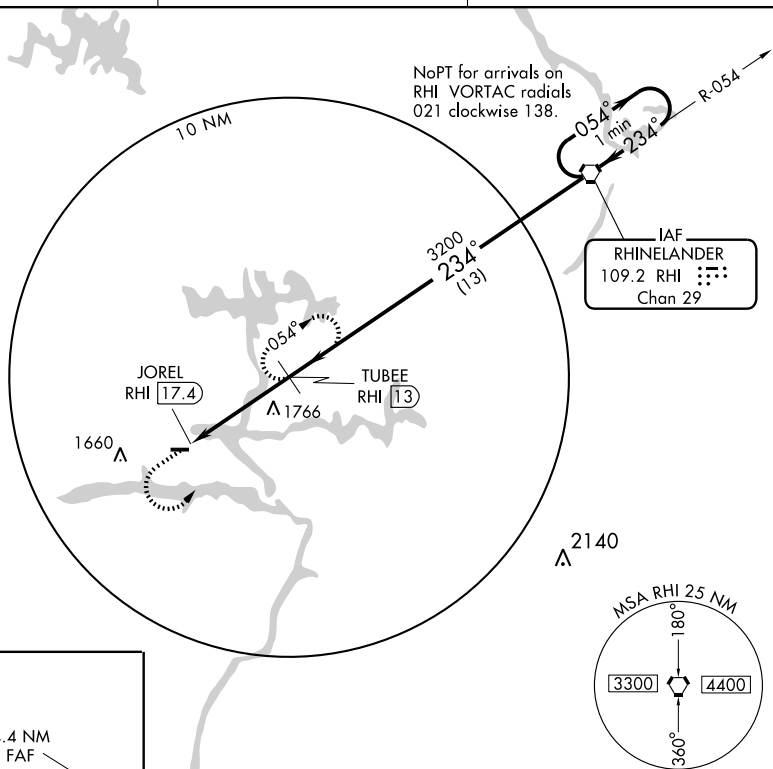 NoPT for arrivals on
RHI VORTAC radials
021 clockwise 138.
10 NM
054°
1 min
234°
R-054
IAF
RHINELANDER
109.2 RHI
Chan 29
3200
234°
(13)
054°
JOREL
RHI 17.4
TUBEE
RHI 13
1766
1660
2140
MSA RHI 25 NM
180°
3300
4400
360°
.4 NM
FAF